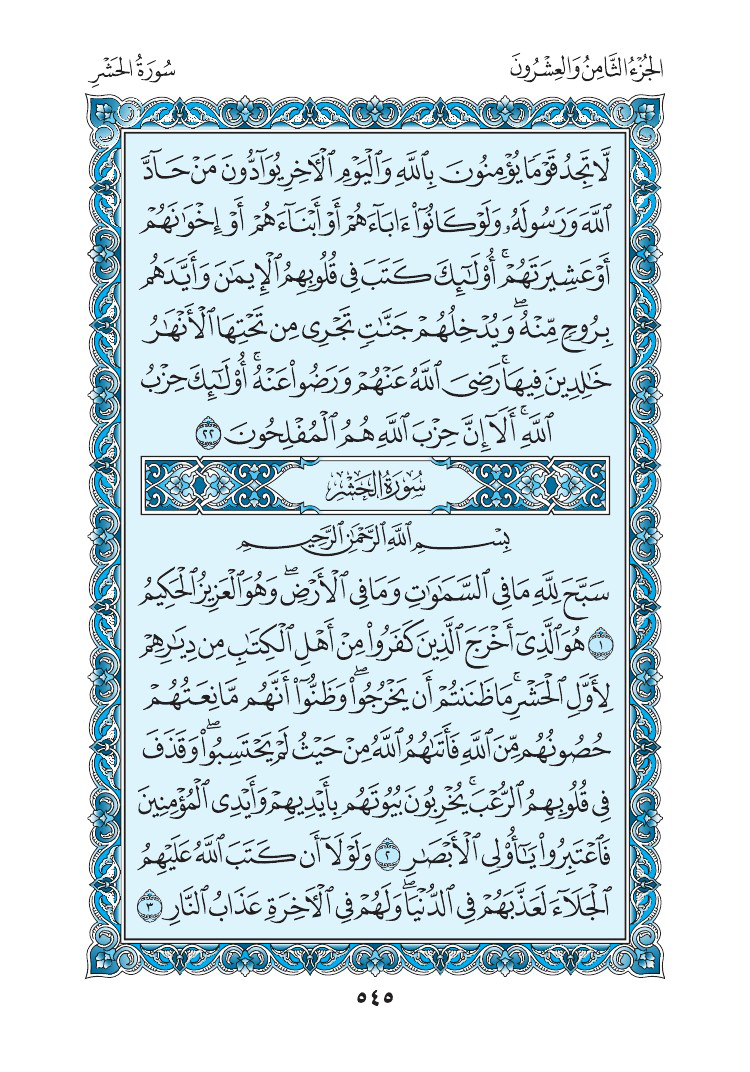 الجُزْءُ الثَّامِنُ وَالعِشْرُونَ
سُورَةُ الحَشْرِ
لَّا تَجِدُ قَوْمًا يُؤْمِنُونَ بِٱللَّهِ وَٱلْيَوْمِ ٱلْأَخِرِ يُوَآدُّونَ مَنْ حَآدَّ
ٱللَّهَ وَرَسُولَهُۥ وَلَوْ كَانُوٓا۟ ءَابَآءَهُمْ أَوْ أَبْنَآءَهُمْ أَوْ إِخْوَٰنَهُمْ
أَوْ عَشِيرَتَهُمْ ۚ أُو۟لَٰٓئِكَ كَتَبَ فِى قُلُوبِهِمُ ٱلْإِيمَٰنَ وَأَيَّدَهُم
بِرُوحٍ مِّنْهُ ۖ وَيُدْخِلُهُمْ جَنَّٰتٍ تَجْرِى مِن تَحْتِهَا ٱلْأَنْهَٰرُ
خَٰلِدِينَ فِيهَا ۚ رَضِىَ ٱللَّهُ عَنْهُمْ وَرَضُوا۟ عَنْهُ ۚ أُو۟لَٰٓئِكَ حِزْبُ
ٱللَّهِ ۚ أَلَآ إِنَّ حِزْبَ ٱللَّهِ هُمُ ٱلْمُفْلِحُونَ ٢٢
سُورَةُ الحَشْرِ
بِسْمِ ٱللَّهِ ٱلرَّحْمَٰنِ ٱلرَّحِيمِ
سَبَّحَ لِلَّهِ مَا فِى ٱلسَّمَٰوَٰتِ وَمَا فِى ٱلْأَرْضِ ۖ وَهُوَ ٱلْعَزِيزُ ٱلْحَكِيمُ
١ هُوَ ٱلَّذِىٓ أَخْرَجَ ٱلَّذِينَ كَفَرُوا۟ مِنْ أَهْلِ ٱلْكِتَٰبِ مِن دِيَٰرِهِمْ
لِأَوَّلِ ٱلْحَشْرِ ۚ مَا ظَنَنتُمْ أَن يَخْرُجُوا۟ ۖ وَظَنُّوٓا۟ أَنَّهُم مَّانِعَتُهُمْ
حُصُونُهُم مِّنَ ٱللَّهِ فَأَتَىٰهُمُ ٱللَّهُ مِنْ حَيْثُ لَمْ يَحْتَسِبُوا۟ ۖ وَقَذَفَ
فِى قُلُوبِهِمُ ٱلرُّعْبَ ۚ يُخْرِبُونَ بُيُوتَهُم بِأَيْدِيهِمْ وَأَيْدِى ٱلْمُؤْمِنِينَ
فَٱعْتَبِرُوا۟ يَٰٓأُو۟لِى ٱلْأَبْصَٰرِ ٢ وَلَوْلَآ أَن كَتَبَ ٱللَّهُ عَلَيْهِمُ
ٱلْجَلَآءَ لَعَذَّبَهُمْ فِى ٱلدُّنْيَا ۖ وَلَهُمْ فِى ٱلْأَخِرَةِ عَذَابُ ٱلنَّارِ ٣
٥٤٥